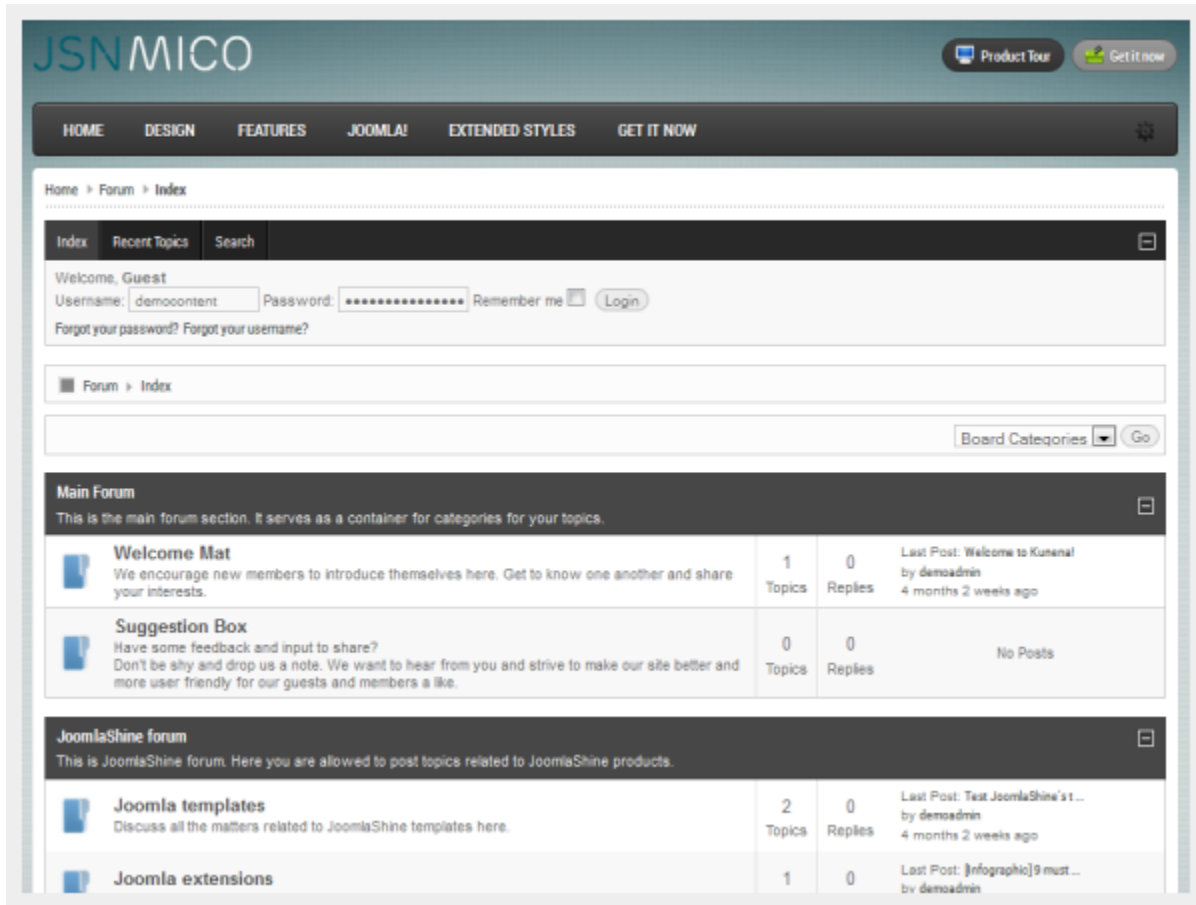 JSNMICO
Product Tour Get it now
HOME DESIGN FEATURES JOOMLA! EXTENDED STYLES GET IT NOW
Home Forum Index
Index Recent Topics Search
Welcome, Guest
Username: democontent Password: •••••••••••••••• Remember me Login
Forgot your password? Forgot your username?
Forum Index
Board Categories Go
Main Forum
This is the main forum section. It serves as a container for categories for your topics.
Welcome Mat
We encourage new members to introduce themselves here. Get to know one another and share
your interests.
1
Topics
0
Replies
Last Post: Welcome to Kunena!
by demoadmin
4 months 2 weeks ago
Suggestion Box
Have some feedback and input to share?
Don't be shy and drop us a note. We want to hear from you and strive to make our site better and
more user friendly for our guests and members a like.
0
Topics
0
Replies
No Posts
JoomlaShine forum
This is JoomlaShine forum. Here you are allowed to post topics related to JoomlaShine products.
Joomla templates
Discuss all the matters related to JoomlaShine templates here.
2
Topics
0
Replies
Last Post: Test JoomlaShine's t...
by demoadmin
4 months 2 weeks ago
Joomla extensions
1
0
Last Post: [Infographic] 9 must ...
by demoadmin